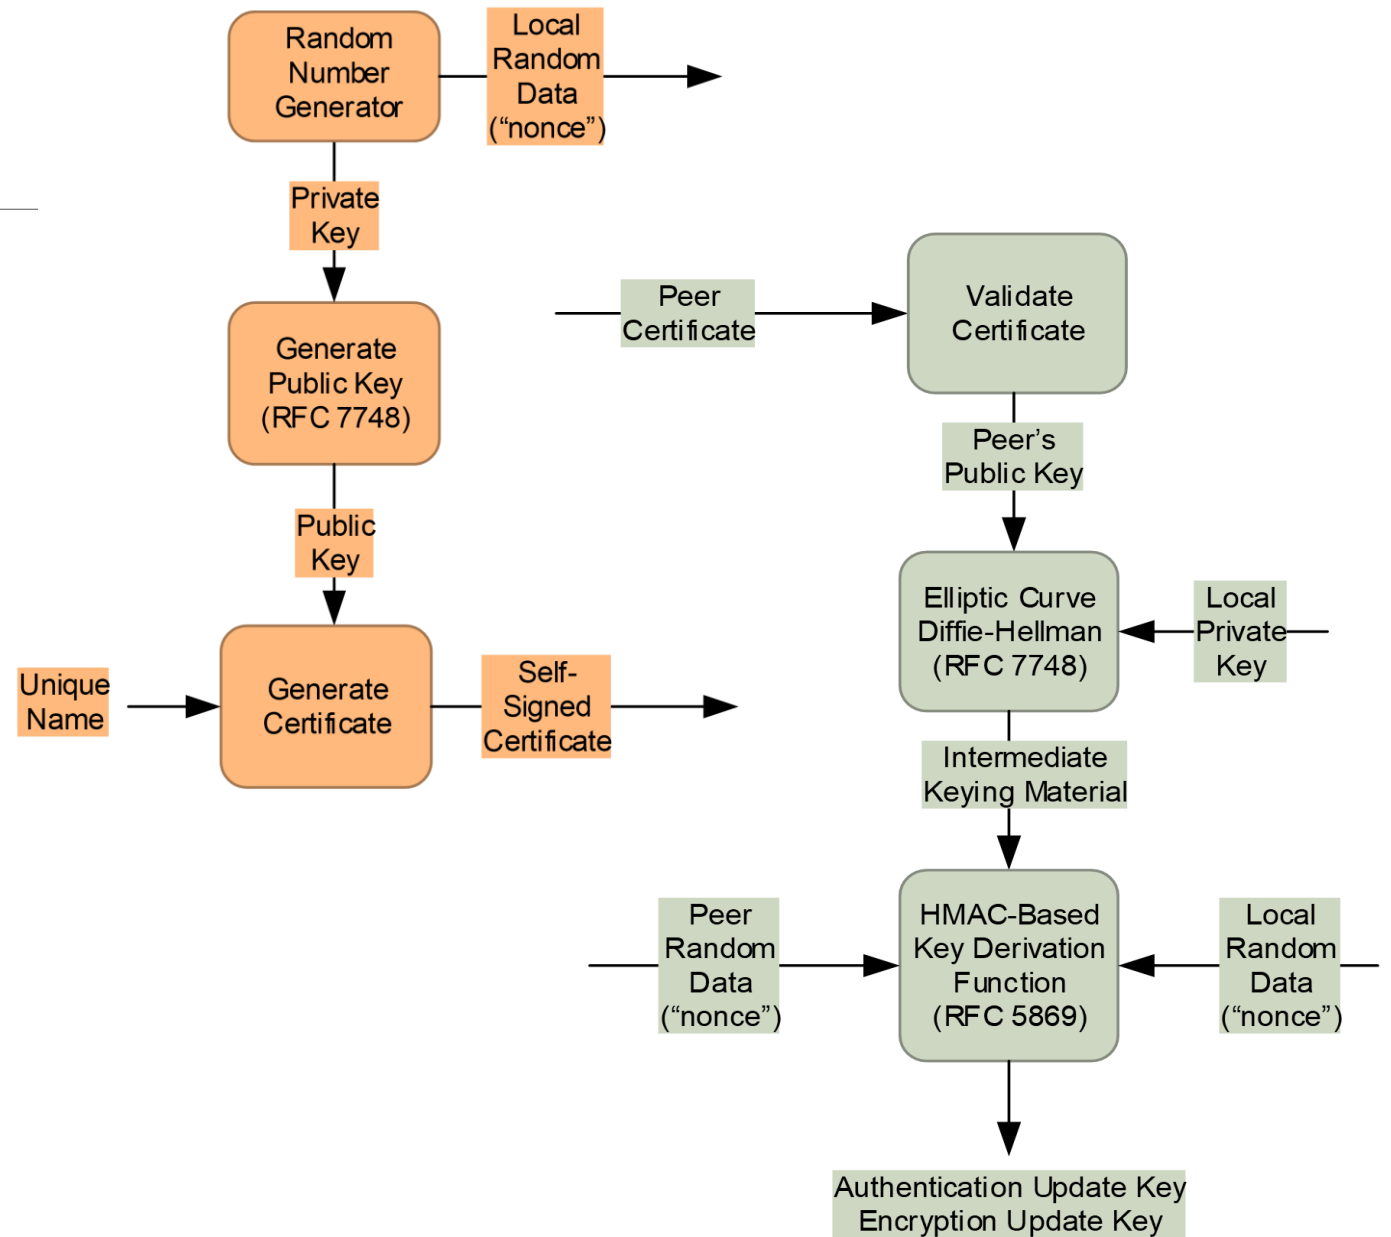 Random
Number
Generator
Local
Random
Data
(“nonce”)
Private
Key
Generate
Public Key
(RFC 7748)
Public
Key
Unique
Name
Generate
Certificate
Self-
Signed
Certificate
Peer
Certificate
Validate
Certificate
Peer’s
Public Key
Elliptic Curve
Diffie-Hellman
(RFC 7748)
Local
Private
Key
Intermediate
Keying Material
Peer
Random
Data
(“nonce”)
HMAC-Based
Key Derivation
Function
(RFC 5869)
Local
Random
Data
(“nonce”)
Authentication Update Key
Encryption Update Key